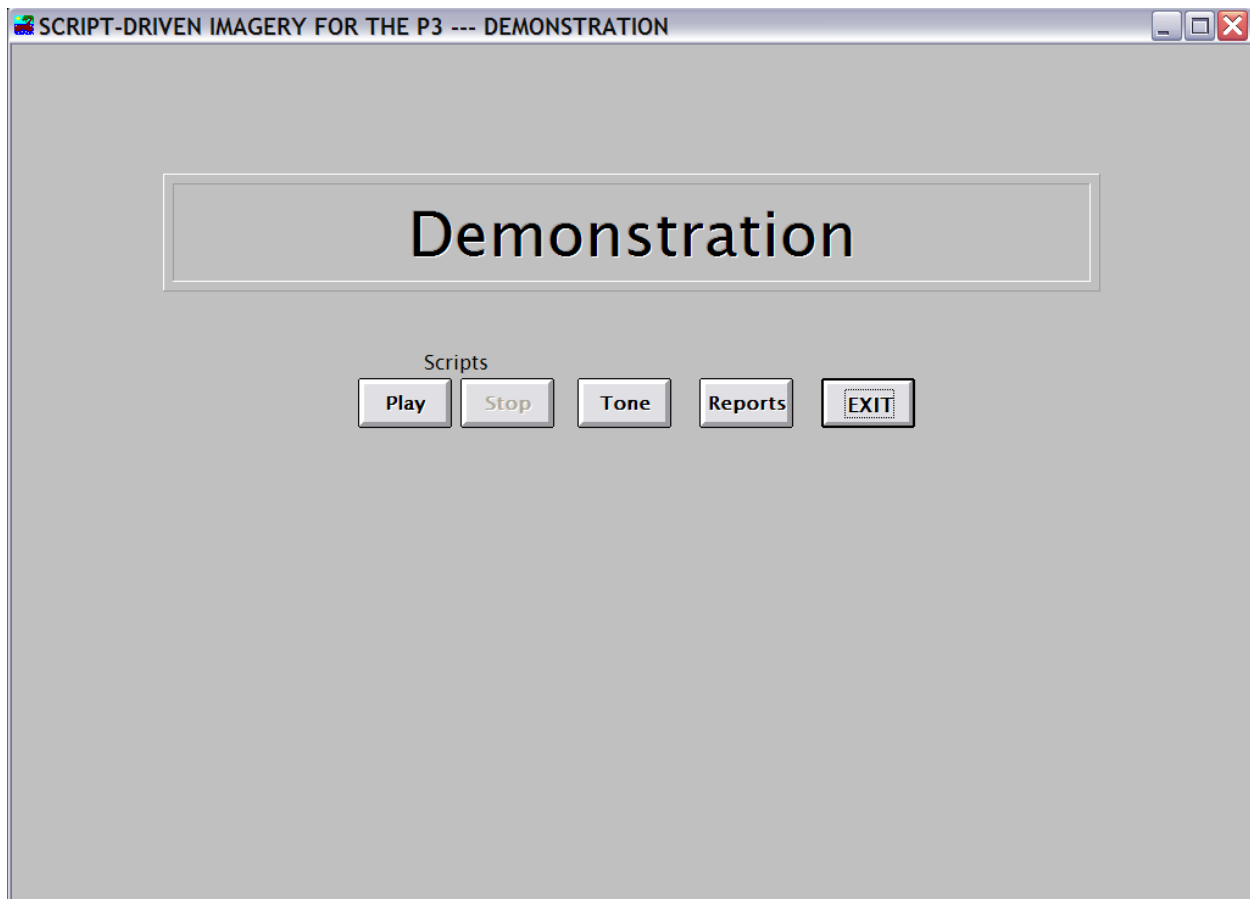 SCRIPT-DRIVEN IMAGERY FOR THE P3 --- DEMONSTRATION
Demonstration
Scripts
Play Stop Tone Reports EXIT